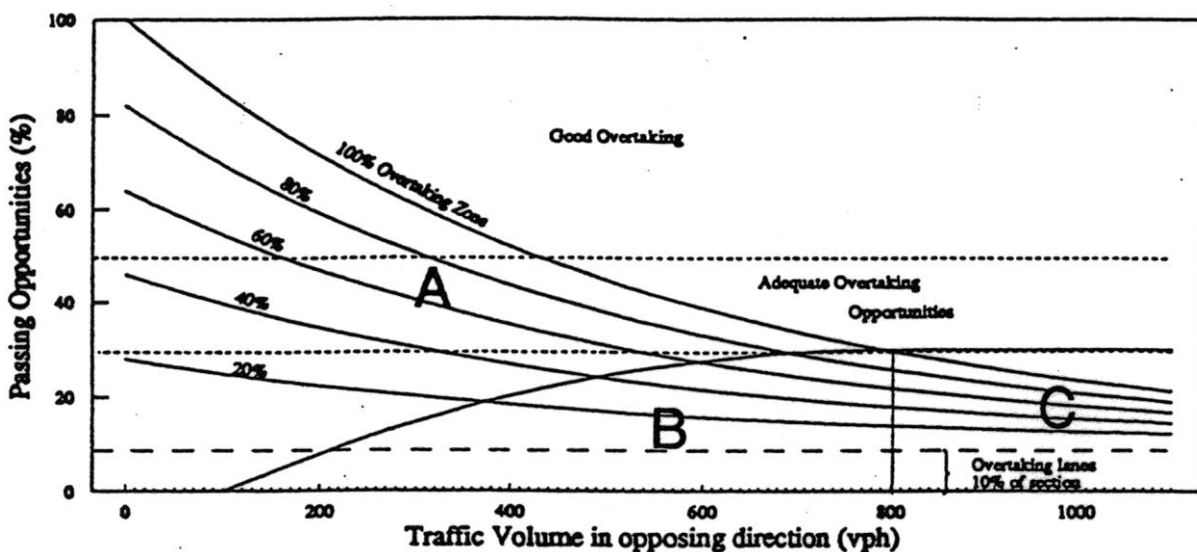 100
80
60
40
20
0
Passing Opportunities (%)
100% Overtaking Zone
80%
60%
40%
20%
Good Overtaking
Adequate Overtaking
Opportunities
A
B
C
Overtaking lanes
10% of section
0
200
400
600
800
1000
Traffic Volume in opposing direction (vph)